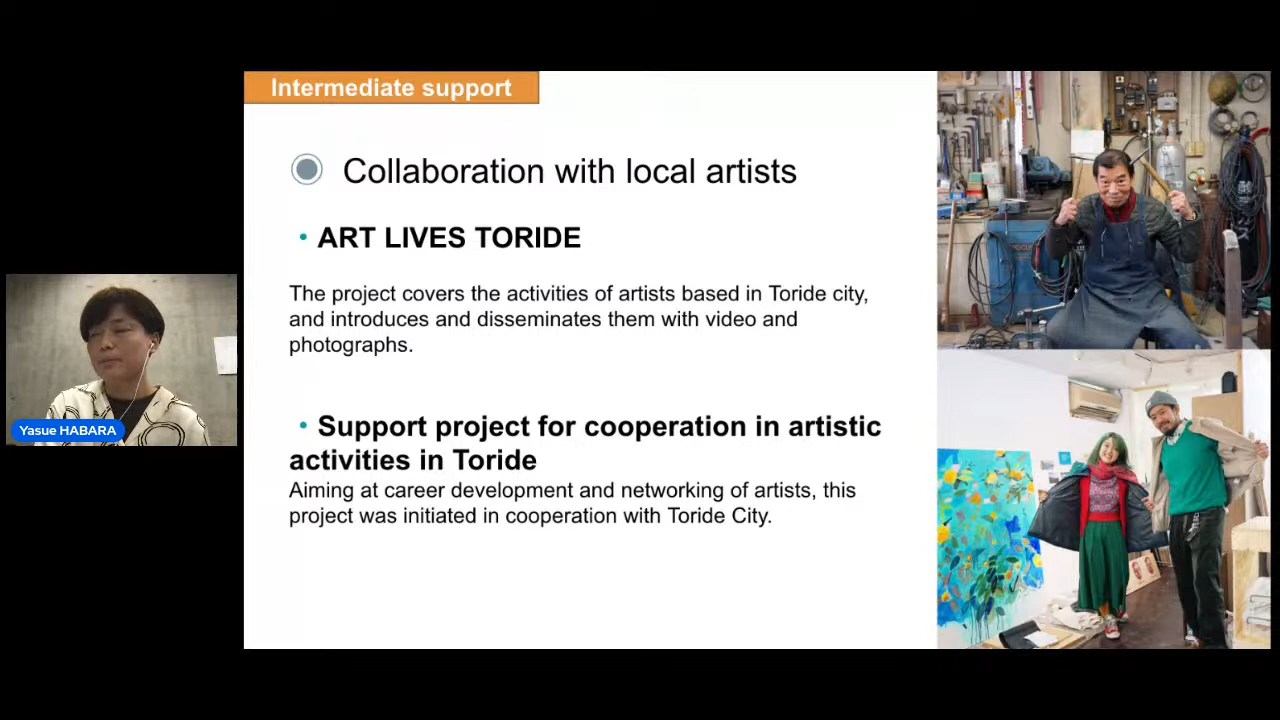 Intermediate support
Collaboration with local artists
• ART LIVES TORIDE
The project covers the activities of artists based in Toride city,
and introduces and disseminates them with video and
photographs.
• Support project for cooperation in artistic
activities in Toride
Aiming at career development and networking of artists, this
project was initiated in cooperation with Toride City.
Yasue HABARA